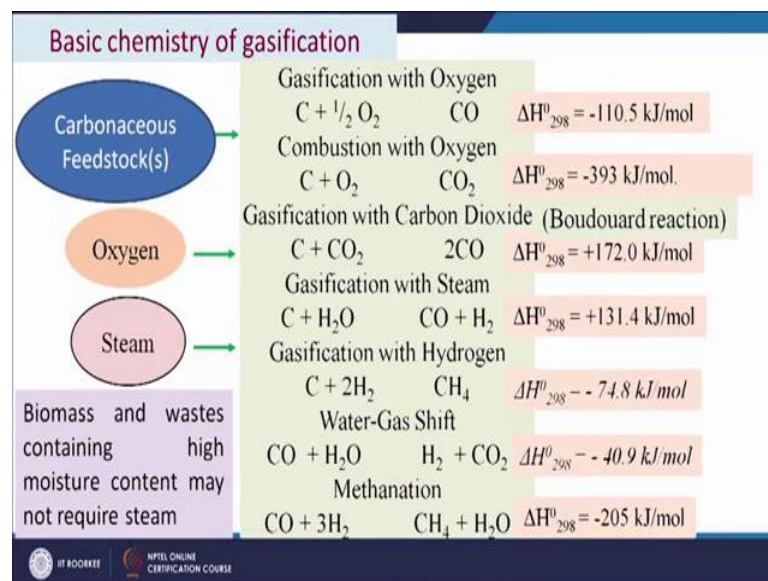 Basic chemistry of gasification
Carbonaceous
Feedstock(s)
Oxygen
Steam
Biomass and wastes
containing high
moisture content may
not require steam
Gasification with Oxygen
C + ¹/₂ O₂ CO ΔH⁰₂₉₈ = -110.5 kJ/mol
Combustion with Oxygen
C + O₂ CO₂ ΔH⁰₂₉₈ = -393 kJ/mol.
Gasification with Carbon Dioxide (Boudouard reaction)
C + CO₂ 2CO ΔH⁰₂₉₈ = +172.0 kJ/mol
Gasification with Steam
C + H₂O CO + H₂ ΔH⁰₂₉₈ = +131.4 kJ/mol
Gasification with Hydrogen
C + 2H₂ CH₄ ΔH⁰₂₉₈ = - 74.8 kJ/mol
Water-Gas Shift
CO + H₂O H₂ + CO₂ ΔH⁰₂₉₈ = - 40.9 kJ/mol
Methanation
CO + 3H₂ CH₄ + H₂O ΔH⁰₂₉₈ = -205 kJ/mol
IIT ROORKEE
NPTEL ONLINE
CERTIFICATION COURSE